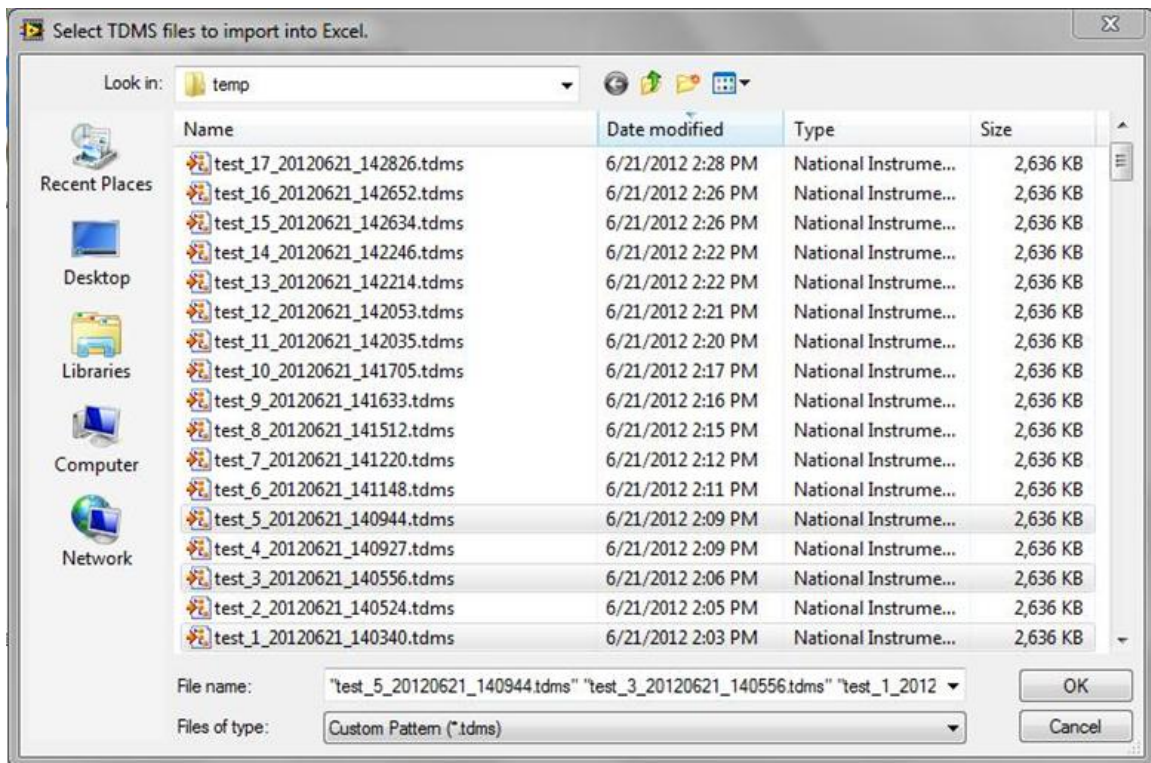 Select TDMS files to import into Excel.
Look in: temp
Name Date modified Type Size
test_17_20120621_142826.tdms 6/21/2012 2:28 PM National Instrume... 2,636 KB
test_16_20120621_142652.tdms 6/21/2012 2:26 PM National Instrume... 2,636 KB
test_15_20120621_142634.tdms 6/21/2012 2:26 PM National Instrume... 2,636 KB
test_14_20120621_142246.tdms 6/21/2012 2:22 PM National Instrume... 2,636 KB
test_13_20120621_142214.tdms 6/21/2012 2:22 PM National Instrume... 2,636 KB
test_12_20120621_142053.tdms 6/21/2012 2:21 PM National Instrume... 2,636 KB
test_11_20120621_142035.tdms 6/21/2012 2:20 PM National Instrume... 2,636 KB
test_10_20120621_141705.tdms 6/21/2012 2:17 PM National Instrume... 2,636 KB
test_9_20120621_141633.tdms 6/21/2012 2:16 PM National Instrume... 2,636 KB
test_8_20120621_141512.tdms 6/21/2012 2:15 PM National Instrume... 2,636 KB
test_7_20120621_141220.tdms 6/21/2012 2:12 PM National Instrume... 2,636 KB
test_6_20120621_141148.tdms 6/21/2012 2:11 PM National Instrume... 2,636 KB
test_5_20120621_140944.tdms 6/21/2012 2:09 PM National Instrume... 2,636 KB
test_4_20120621_140927.tdms 6/21/2012 2:09 PM National Instrume... 2,636 KB
test_3_20120621_140556.tdms 6/21/2012 2:06 PM National Instrume... 2,636 KB
test_2_20120621_140524.tdms 6/21/2012 2:05 PM National Instrume... 2,636 KB
test_1_20120621_140340.tdms 6/21/2012 2:03 PM National Instrume... 2,636 KB
Recent Places
Desktop
Libraries
Computer
Network
File name: "test_5_20120621_140944.tdms" "test_3_20120621_140556.tdms" "test_1_2012 OK
Files of type: Custom Pattern (*.tdms) Cancel